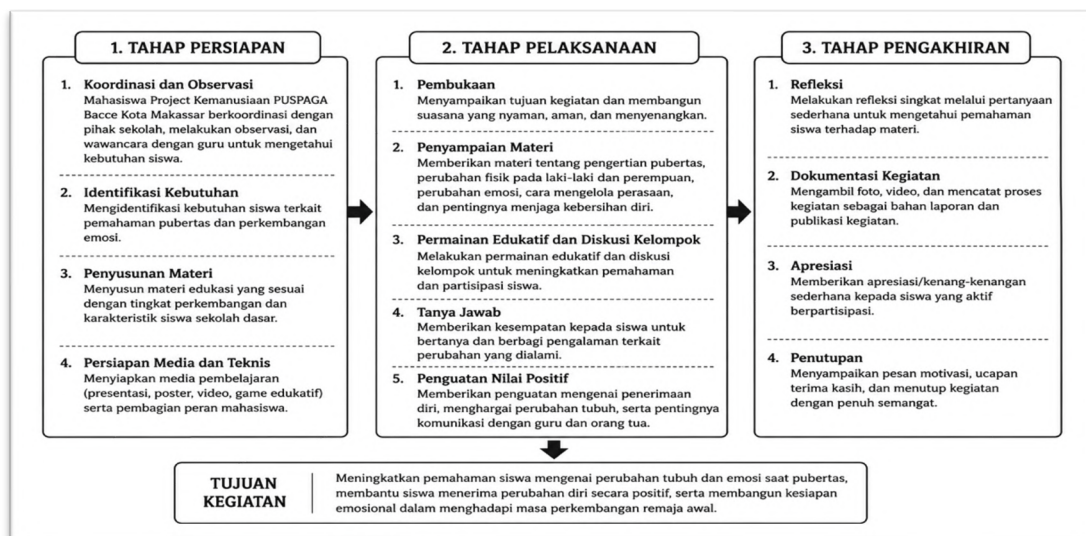 1. TAHAP PERSIAPAN
1. Koordinasi dan Observasi
Mahasiswa Project Kemanusiaan PUSPAGA
Bacce Kota Makassar berkoordinasi dengan
pihak sekolah, melakukan observasi, dan
wawancara dengan guru untuk mengetahui
kebutuhan siswa.
2. Identifikasi Kebutuhan
Mengidentifikasi kebutuhan siswa terkait
pemahaman pubertas dan perkembangan
emosi.
3. Penyusunan Materi
Menyusun materi edukasi yang sesuai
dengan tingkat perkembangan dan
karakteristik siswa sekolah dasar.
4. Persiapan Media dan Teknis
Menyiapkan media pembelajaran
(presentasi, poster, video, game edukatif)
serta pembagian peran mahasiswa.
2. TAHAP PELAKSANAAN
1. Pembukaan
Menyampaikan tujuan kegiatan dan membangun
suasana yang nyaman, aman, dan menyenangkan.
2. Penyampaian Materi
Memberikan materi tentang pengertian pubertas,
perubahan fisik pada laki-laki dan perempuan,
perubahan emosi, cara mengelola perasaan,
dan pentingnya menjaga kebersihan diri.
3. Permainan Edukatif dan Diskusi Kelompok
Melakukan permainan edukatif dan diskusi
kelompok untuk meningkatkan pemahaman
dan partisipasi siswa.
4. Tanya Jawab
Memberikan kesempatan kepada siswa untuk
bertanya dan berbagi pengalaman terkait
perubahan yang dialami.
5. Penguatan Nilai Positif
Memberikan penguatan mengenai penerimaan
diri, menghargai perubahan tubuh, serta pentingnya
komunikasi dengan guru dan orang tua.
3. TAHAP PENGAKHIRAN
1. Refleksi
Melakukan refleksi singkat melalui pertanyaan
sederhana untuk mengetahui pemahaman
siswa terhadap materi.
2. Dokumentasi Kegiatan
Mengambil foto, video, dan mencatat proses
kegiatan sebagai bahan laporan dan
publikasi kegiatan.
3. Apresiasi
Memberikan apresiasi/kenang-kenangan
sederhana kepada siswa yang aktif
berpartisipasi.
4. Penutupan
Menyampaikan pesan motivasi, ucapan
terima kasih, dan menutup kegiatan
dengan penuh semangat.
TUJUAN
KEGIATAN
Meningkatkan pemahaman siswa mengenai perubahan tubuh dan emosi saat pubertas,
membantu siswa menerima perubahan diri secara positif, serta membangun kesiapan
emosional dalam menghadapi masa perkembangan remaja awal.